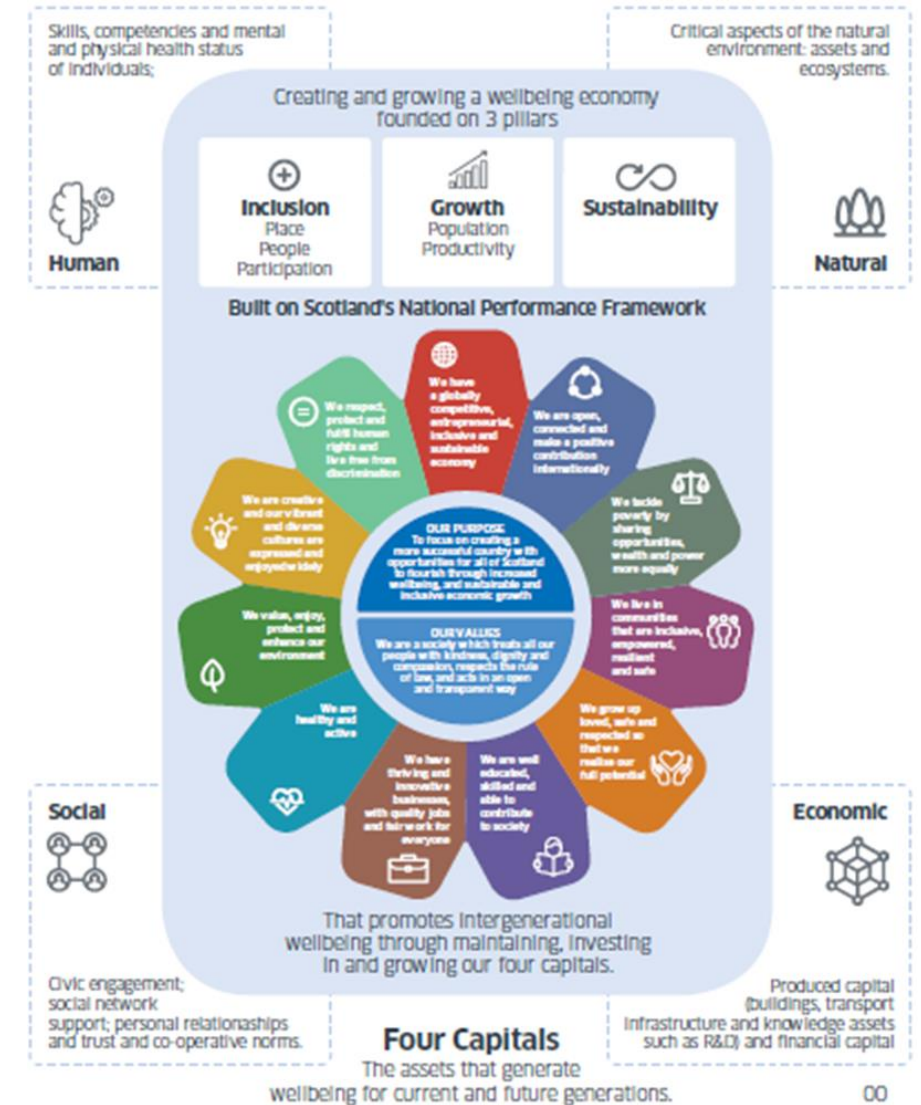 Skills, competencies and mental
and physical health status
of individuals;
Human
Critical aspects of the natural
environment: assets and
ecosystems.
Natural
Creating and growing a wellbeing economy
founded on 3 pillars
Inclusion
Place
People
Participation
Growth
Population
Productivity
Sustainability
Built on Scotland's National Performance Framework
We have
a globally
competitive,
entrepreneurial,
inclusive and
sustainable
economy
We are open,
connected and
make a positive
contribution
internationally
We tackle
poverty by
sharing
opportunities,
wealth and power
more equally
We live in
communities
that are inclusive,
empowered,
resilient
and safe
We grow up
loved, safe and
respected so
that we
realise our
full potential
We are well
educated,
skilled and
able to
contribute
to society
We have
thriving and
innovative
businesses,
with quality jobs
and fair work for
everyone
We are
healthy and
active
We value, enjoy,
protect and
enhance our
environment
We are creative
and our vibrant
and diverse
cultures are
expressed and
enjoyed widely
We respect,
protect and
fulfil human
rights and
live free from
discrimination
OUR PURPOSE
To focus on creating a
more successful country with
opportunities for all of Scotland
to flourish through increased
wellbeing, and sustainable and
inclusive economic growth
OUR VALUES
We are a society which treats all our
people with kindness, dignity and
compassion, respects the rule
of law, and acts in an open
and transparent way
That promotes intergenerational
wellbeing through maintaining, investing
in and growing our four capitals.
Social
Civic engagement;
social network
support; personal relationaships
and trust and co-operative norms.
Economic
Produced capital
(buildings, transport
infrastructure and knowledge assets
such as R&D) and financial capital
Four Capitals
The assets that generate
wellbeing for current and future generations.
00